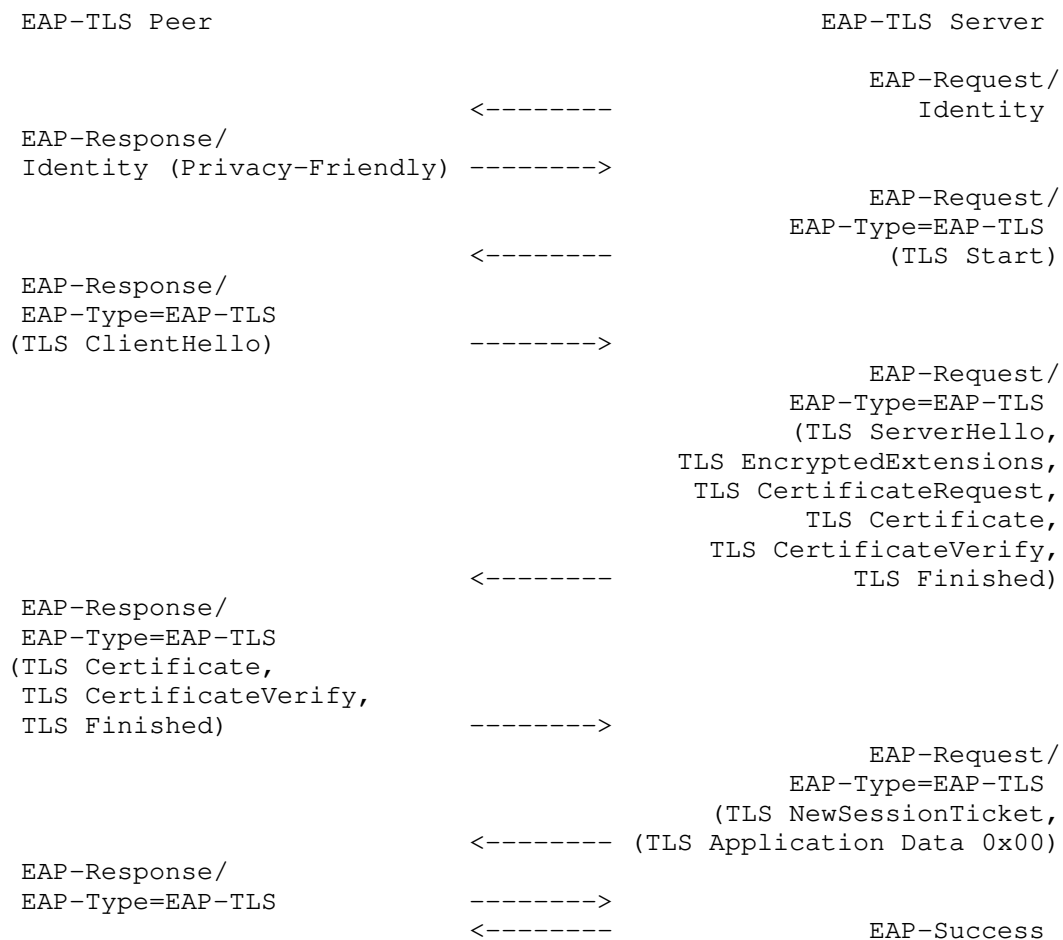 EAP-TLS Peer                                      EAP-TLS Server

                                                     EAP-Request/
                             <--------                   Identity
EAP-Response/
Identity (Privacy-Friendly) -------->
                                                     EAP-Request/
                                                EAP-Type=EAP-TLS
                             <--------                (TLS Start)
EAP-Response/
EAP-Type=EAP-TLS
(TLS ClientHello)            -------->
                                                     EAP-Request/
                                                EAP-Type=EAP-TLS
                                                (TLS ServerHello,
                                         TLS EncryptedExtensions,
                                          TLS CertificateRequest,
                                                 TLS Certificate,
                                           TLS CertificateVerify,
                             <--------              TLS Finished)
EAP-Response/
EAP-Type=EAP-TLS
(TLS Certificate,
TLS CertificateVerify,
TLS Finished)                -------->
                                                     EAP-Request/
                                                EAP-Type=EAP-TLS
                                           (TLS NewSessionTicket,
                             <-------- (TLS Application Data 0x00)
EAP-Response/
EAP-Type=EAP-TLS             -------->
                             <--------                EAP-Success